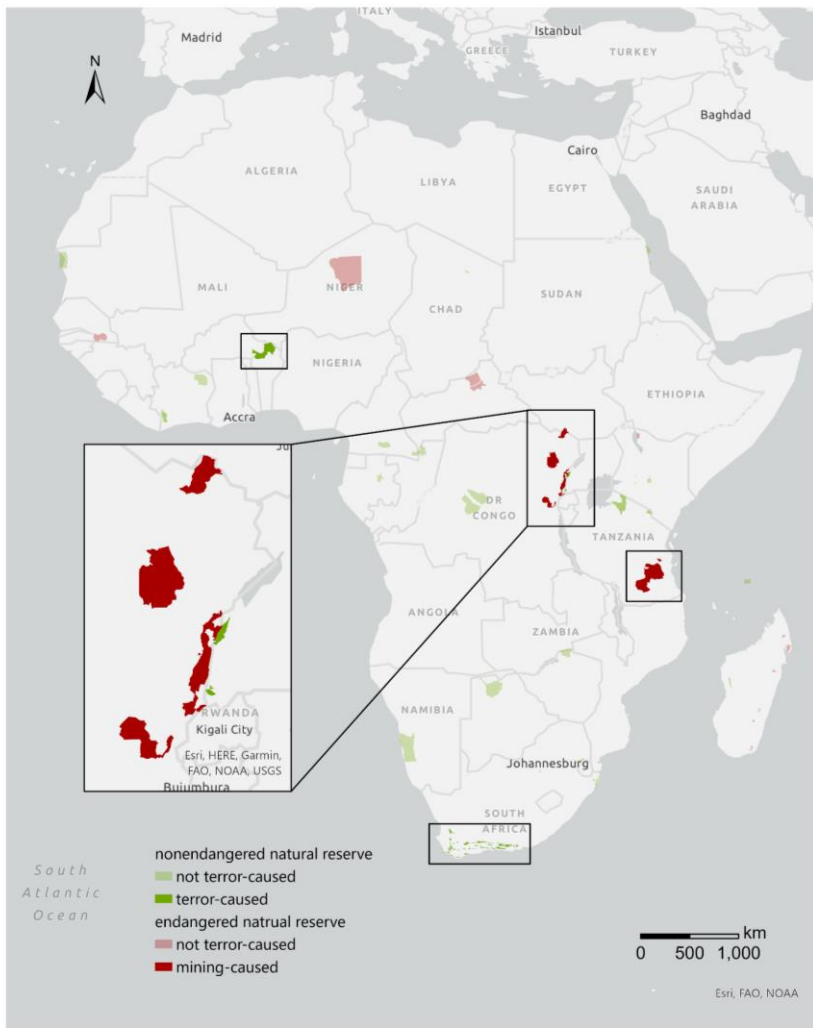 ITALY
Madrid
Istanbul
GREECE
TURKEY
N
Baghdad
Cairo
ALGERIA
LIBYA
EGYPT
SAUDI
ARABIA
MALI
NIGER
CHAD
SUDAN
NIGERIA
ETHIOPIA
Accra
Ju
DR
CONGO
TANZANIA
ANGOLA
ZAMBIA
RWANDA
Kigali City
NAMIBIA
Esri, HERE, Garmin,
FAO, NOAA, USGS
Johannesburg
Bujumbura
SOUTH
AFRICA
nonendangered natural reserve
not terror-caused
terror-caused
endangered natrual reserve
not terror-caused
mining-caused
South
Atlantic
Ocean
km
0 500 1,000
Esri, FAO, NOAA